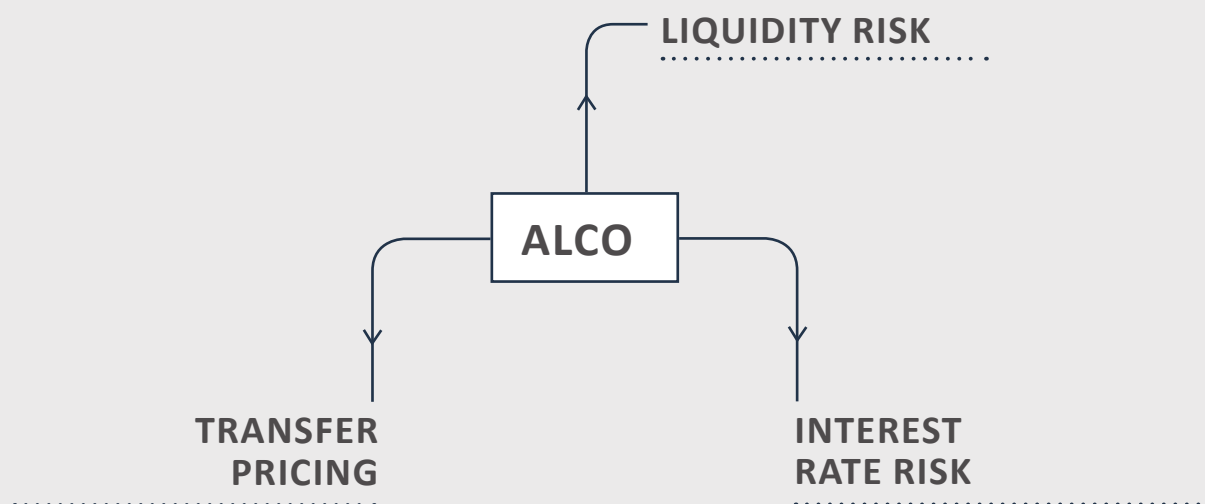 LIQUIDITY RISK
ALCO
TRANSFER
PRICING
INTEREST
RATE RISK